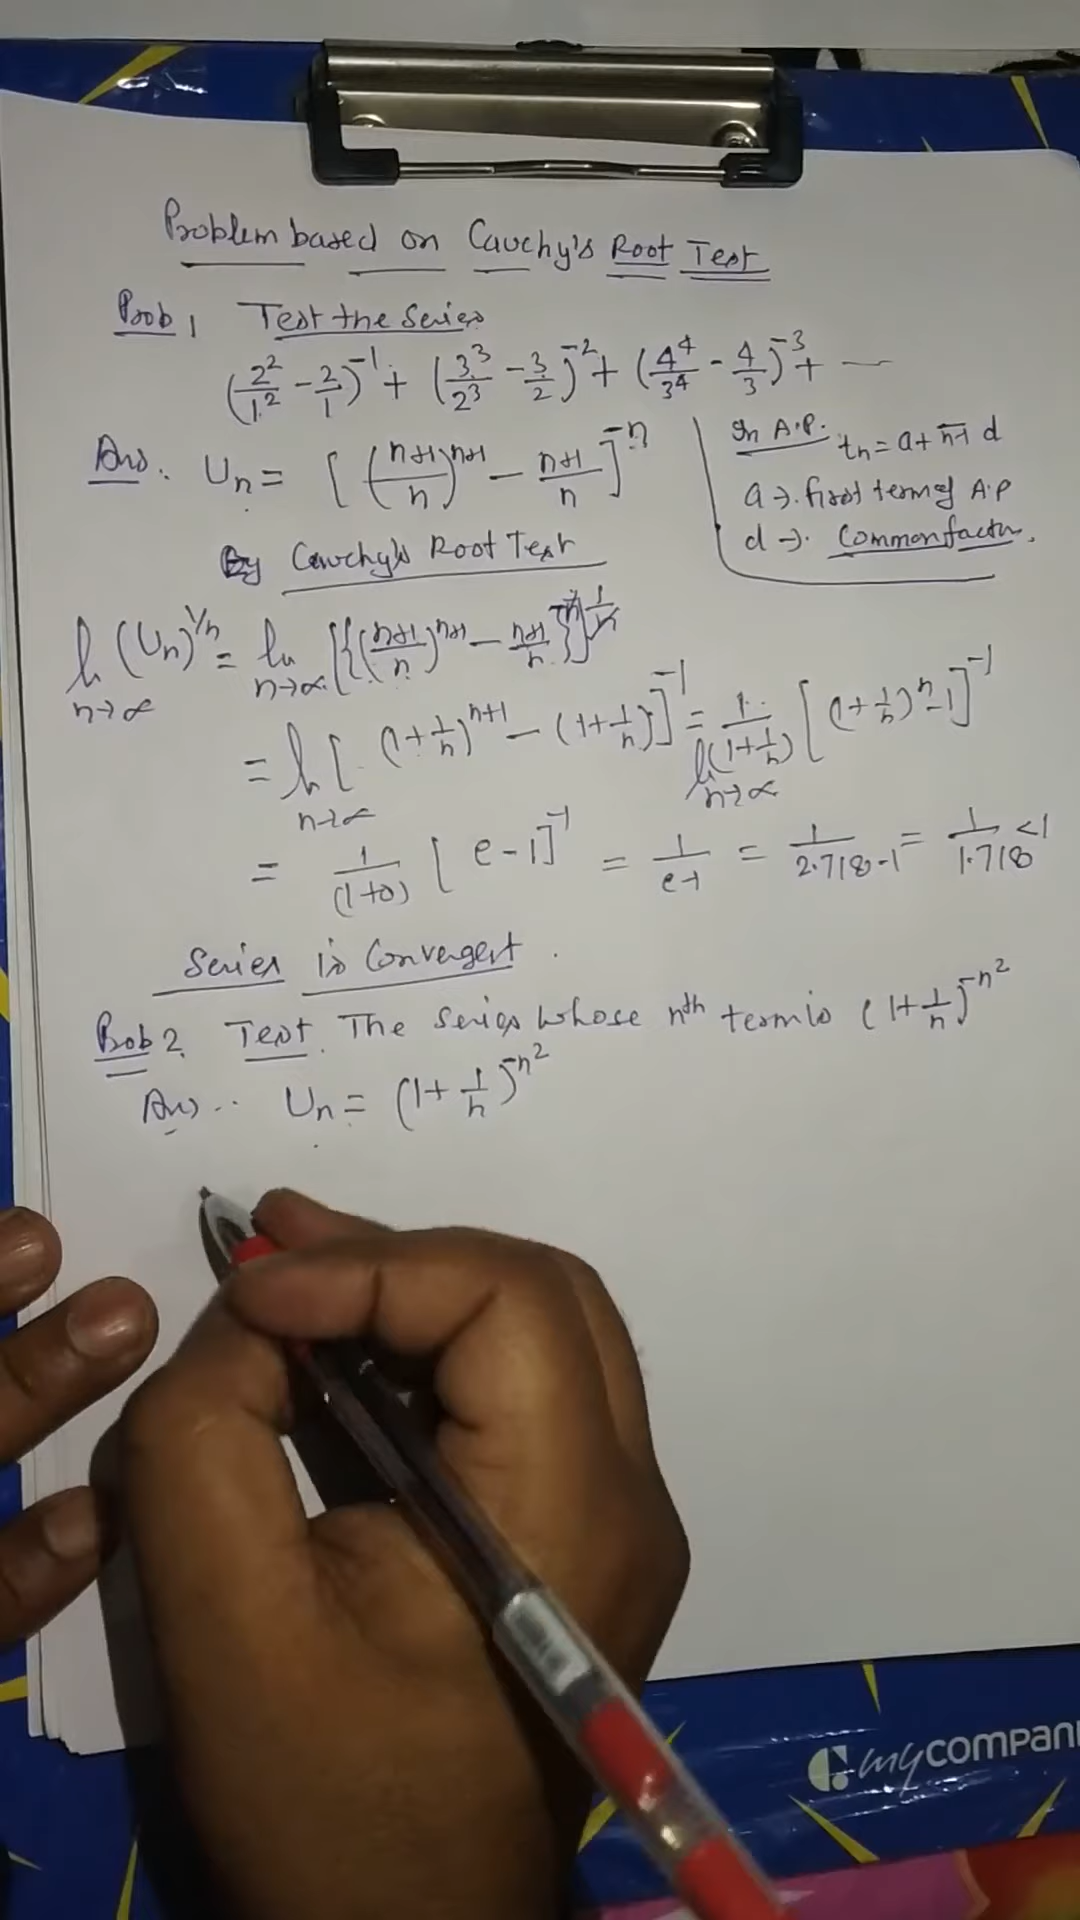 Problem based on Cauchy's Root Test
Prob 1 Test the Series
(2²/1² - 2/1)⁻¹ + (3³/2³ - 3/2)⁻² + (4⁴/3⁴ - 4/3)⁻³ + ---
Ans. Un = [((n+1)/n)^(n+1) - (n+1)/n]^(-n)
In A.P. tn = a + n-1 d
a → first term of A.P
d → Common factor.
By Cauchy's Root Test
lim n→∞ (Un)^(1/n) = lim n→∞ [{((n+1)/n)^(n+1) - (n+1)/n}^(-n)]^(1/n)
= lim n→∞ [(1+1/n)^(n+1) - (1+1/n)]⁻¹ = 1/(lim n→∞ (1+1/n)) [(1+1/n)^n - 1]⁻¹
= 1/(1+0) [e-1]⁻¹ = 1/(e-1) = 1/(2.718-1) = 1/1.718 <1
Series is Convergent.
Prob 2. Test. The Series whose nth term is (1+1/n)^(-n²)
Ans.. Un = (1+1/n)^(-n²)
mycompan